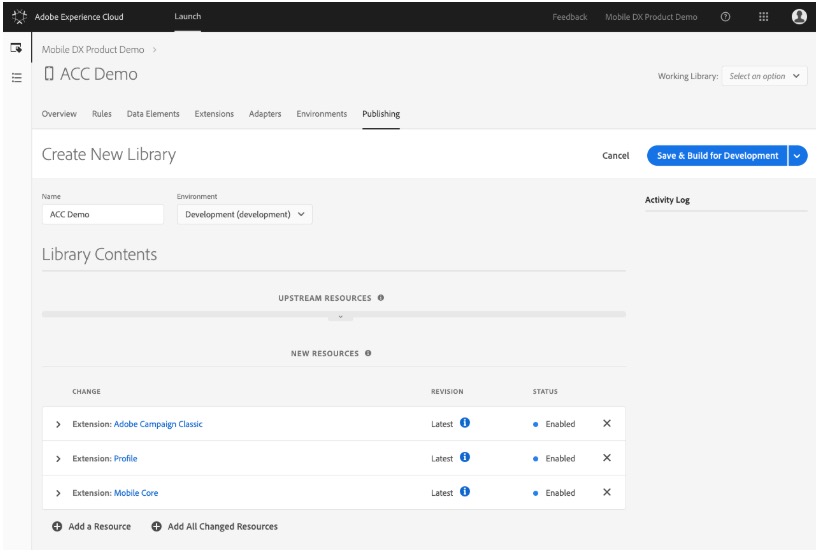 Adobe Experience Cloud Launch Feedback Mobile DX Product Demo
Mobile DX Product Demo
ACC Demo
Working Library: Select an option
Overview Rules Data Elements Extensions Adapters Environments Publishing
Create New Library
Cancel Save & Build for Development
Name Environment
Activity Log
ACC Demo Development (development)
Library Contents
UPSTREAM RESOURCES
NEW RESOURCES
CHANGE REVISION STATUS
Extension: Adobe Campaign Classic Latest Enabled
Extension: Profile Latest Enabled
Extension: Mobile Core Latest Enabled
Add a Resource Add All Changed Resources